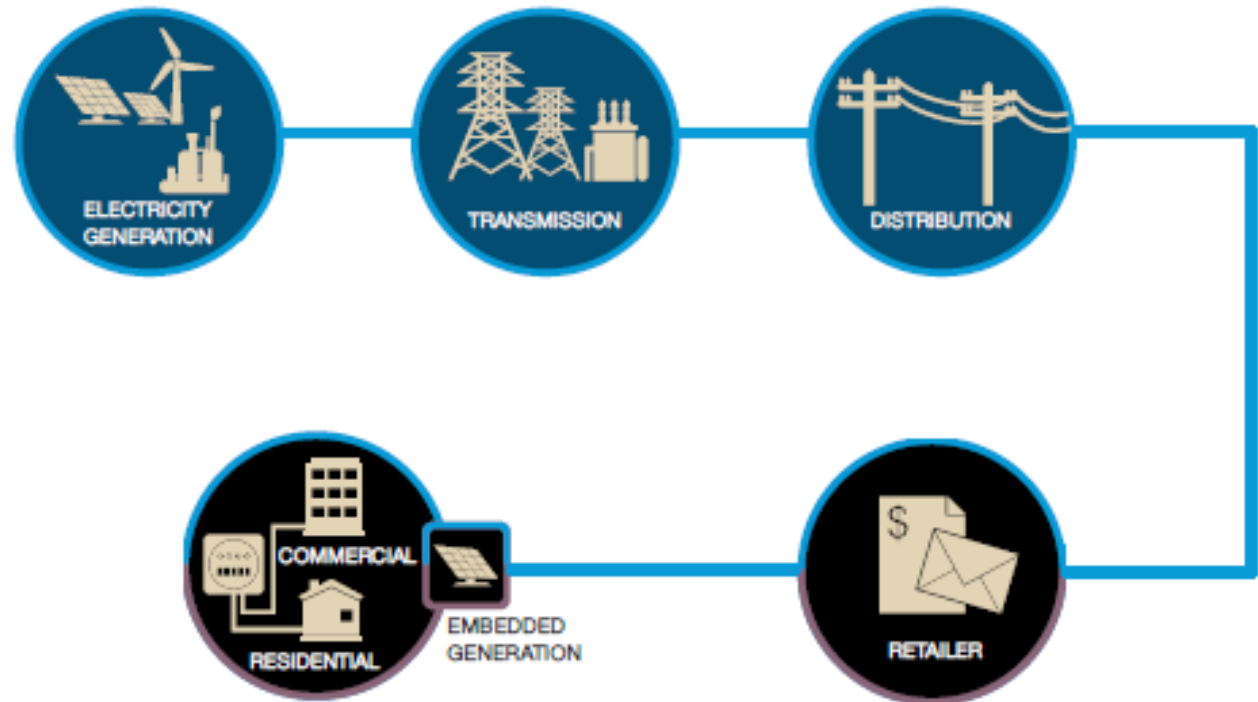 ELECTRICITY
GENERATION
TRANSMISSION
DISTRIBUTION
COMMERCIAL
RESIDENTIAL
EMBEDDED
GENERATION
$
RETAILER